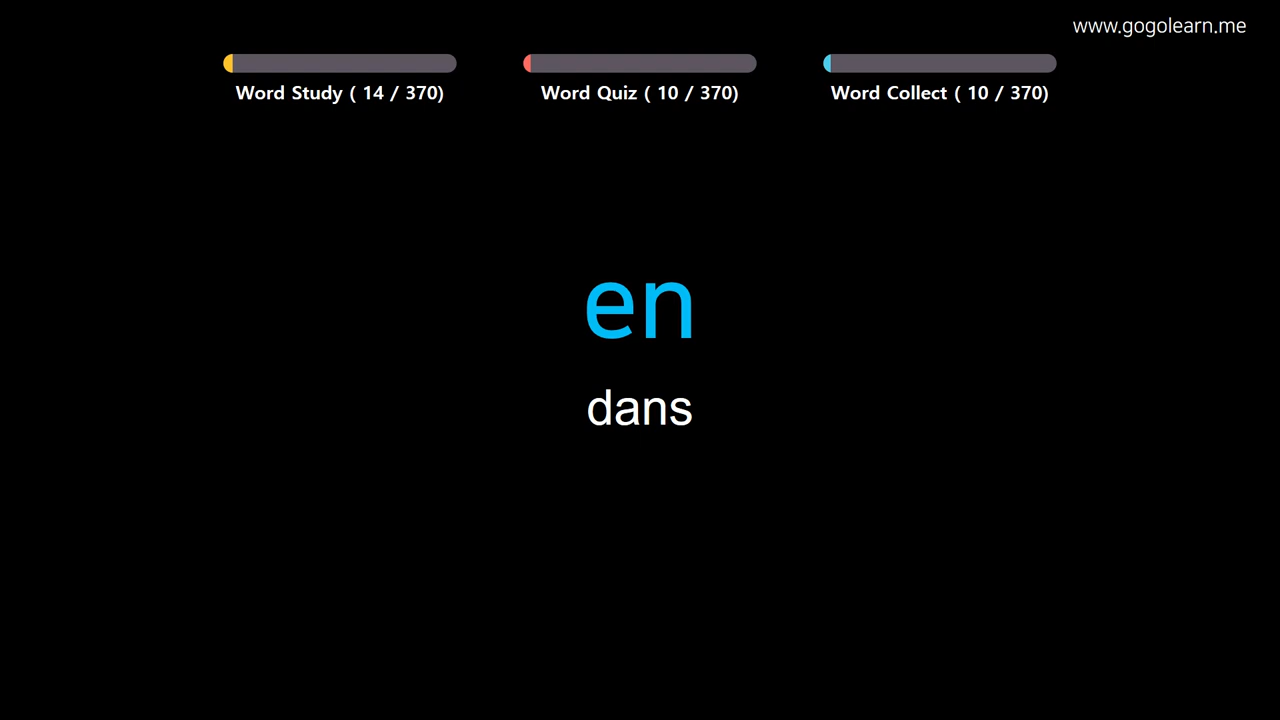 www.gogolearn.me
Word Study ( 14 / 370)
Word Quiz ( 10 / 370)
Word Collect ( 10 / 370)
en
dans